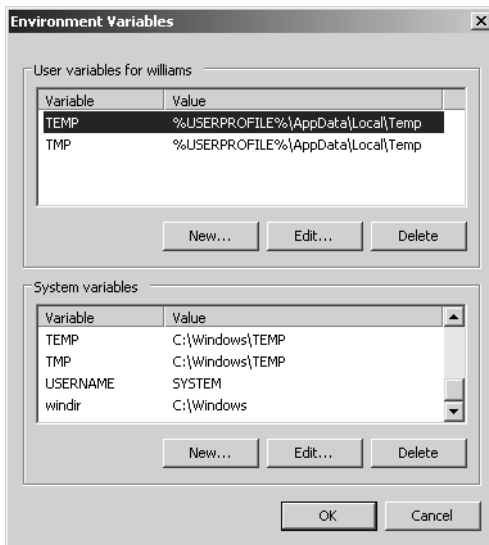 Environment Variables
User variables for williams
Variable Value
TEMP %USERPROFILE%\AppData\Local\Temp
TMP %USERPROFILE%\AppData\Local\Temp
New... Edit... Delete
System variables
Variable Value
TEMP C:\Windows\TEMP
TMP C:\Windows\TEMP
USERNAME SYSTEM
windir C:\Windows
New... Edit... Delete
OK Cancel